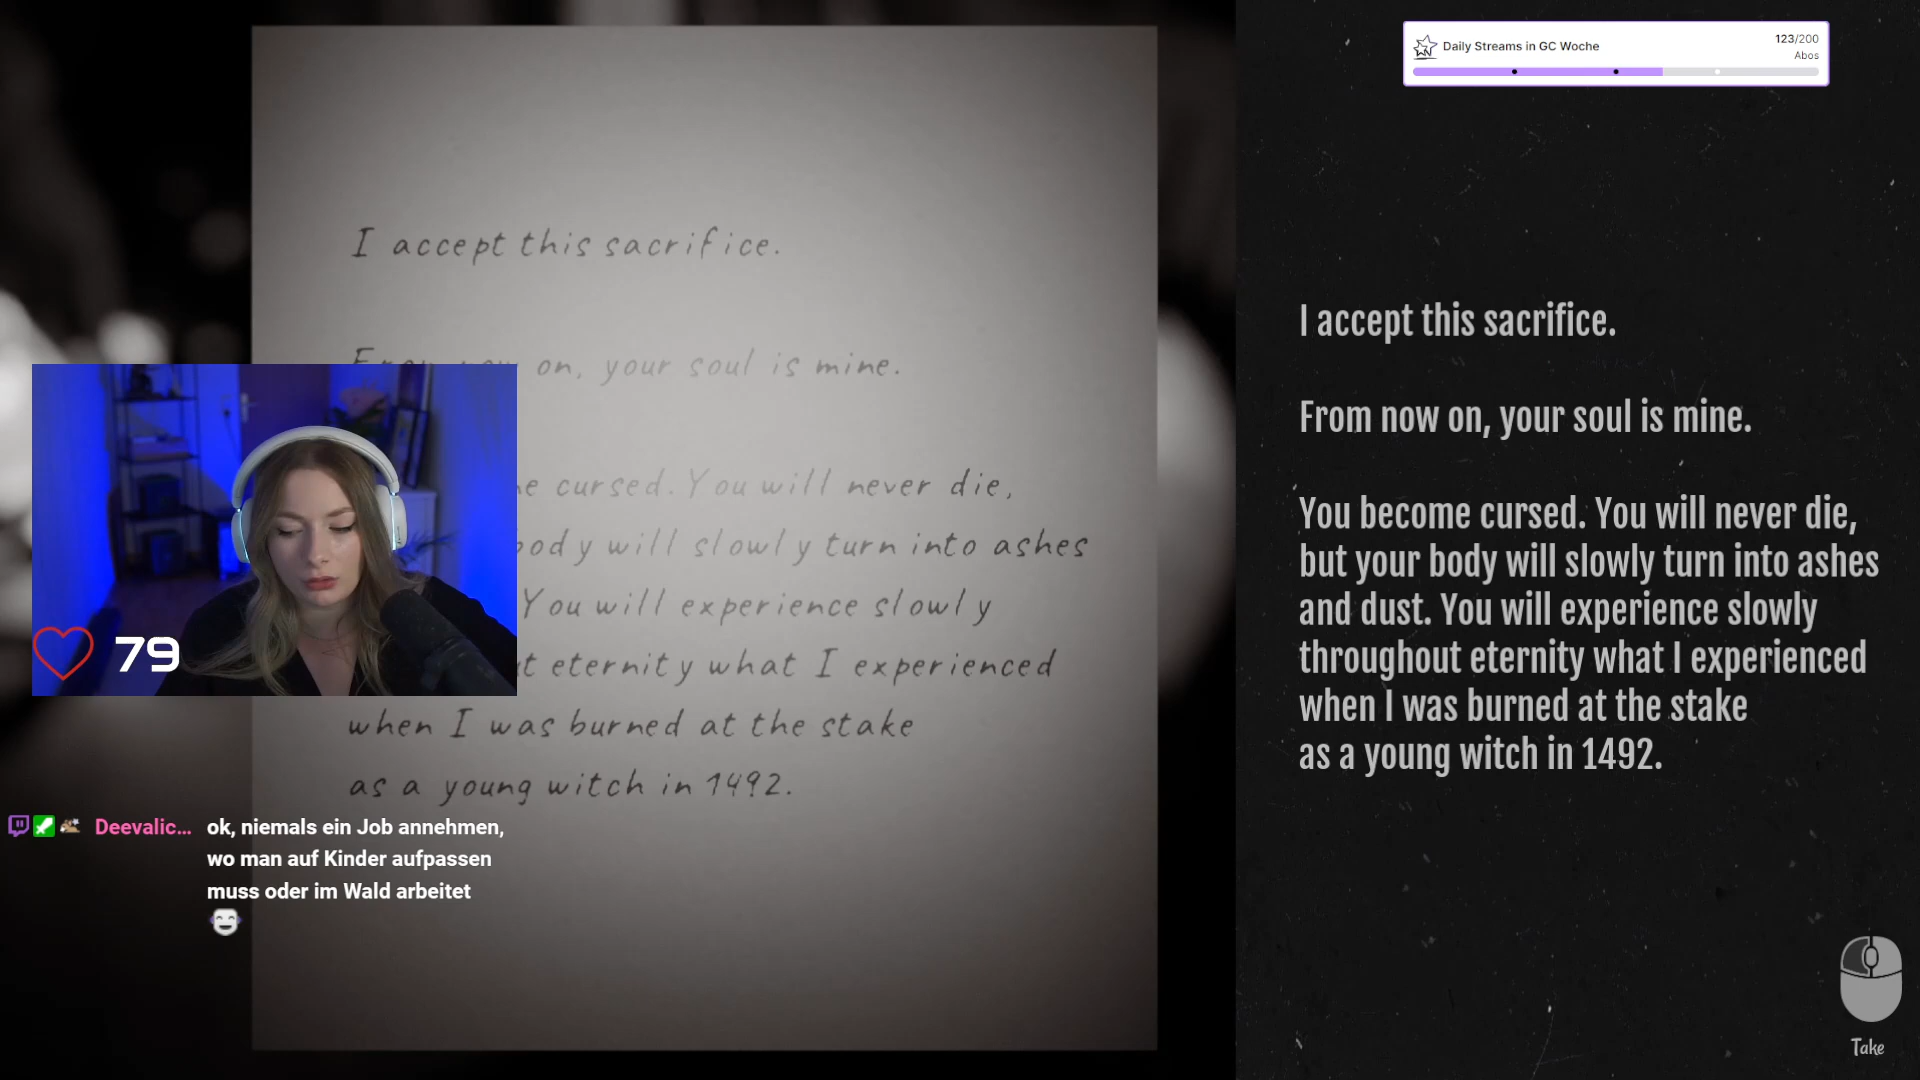 Daily Streams in GC Woche
123/200
Abos
I accept this sacrifice.
on, your soul is mine.
cursed. You will never die,
body will slowly turn into ashes
You will experience slowly
eternity what I experienced
when I was burned at the stake
as a young witch in 1492.
I accept this sacrifice.
From now on, your soul is mine.
You become cursed. You will never die,
but your body will slowly turn into ashes
and dust. You will experience slowly
throughout eternity what I experienced
when I was burned at the stake
as a young witch in 1492.
79
Deevalic... ok, niemals ein Job annehmen,
wo man auf Kinder aufpassen
muss oder im Wald arbeitet
Take